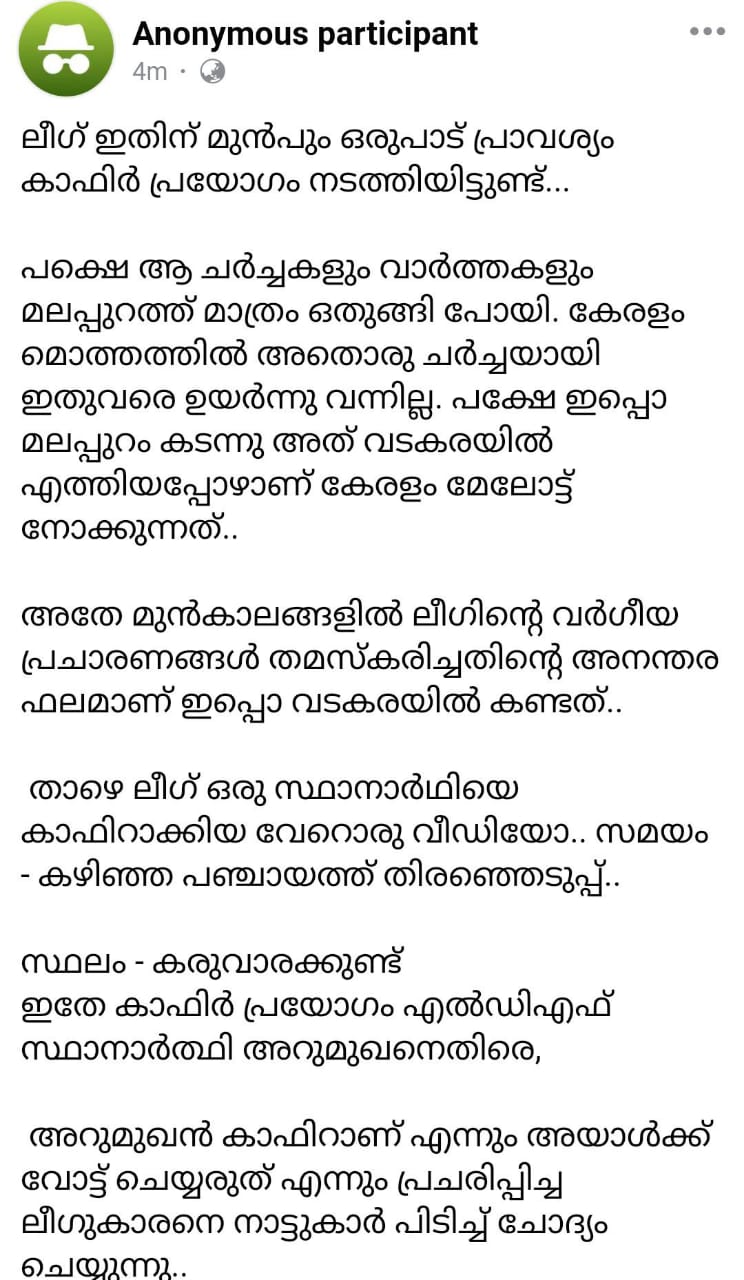 Anonymous participant
4m ·
ലീഗ് ഇതിന് മുൻപും ഒരുപാട് പ്രാവശ്യം
കാഫിർ പ്രയോഗം നടത്തിയിട്ടുണ്ട്...
പക്ഷെ ആ ചർച്ചകളും വാർത്തകളും
മലപ്പുറത്ത് മാത്രം ഒതുങ്ങി പോയി. കേരളം
മൊത്തത്തിൽ അതൊരു ചർച്ചയായി
ഇതുവരെ ഉയർന്നു വന്നില്ല. പക്ഷേ ഇപ്പൊ
മലപ്പുറം കടന്നു അത് വടകരയിൽ
എത്തിയപ്പോഴാണ് കേരളം മേലോട്ട്
നോക്കുന്നത്..
അതേ മുൻകാലങ്ങളിൽ ലീഗിന്റെ വർഗീയ
പ്രചാരണങ്ങൾ തമസ്കരിച്ചതിന്റെ അനന്തര
ഫലമാണ് ഇപ്പൊ വടകരയിൽ കണ്ടത്..
താഴെ ലീഗ് ഒരു സ്ഥാനാർഥിയെ
കാഫിറാക്കിയ വേറൊരു വീഡിയോ.. സമയം
- കഴിഞ്ഞ പഞ്ചായത്ത് തിരഞ്ഞെടുപ്പ്..
സ്ഥലം - കരുവാരക്കുണ്ട്
ഇതേ കാഫിർ പ്രയോഗം എൽഡിഎഫ്
സ്ഥാനാർത്ഥി അറുമുഖനെതിരെ,
അറുമുഖൻ കാഫിറാണ് എന്നും അയാൾക്ക്
വോട്ട് ചെയ്യരുത് എന്നും പ്രചരിപ്പിച്ച
ലീഗുകാരനെ നാട്ടുകാർ പിടിച്ച് ചോദ്യം
ചെയ്യുന്നു..